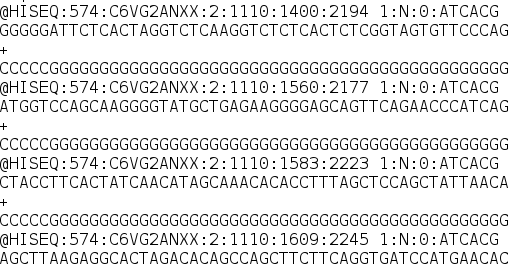 @HISEQ:574:C6VG2ANXX:2:1110:1400:2194 1:N:0:ATCACG
GGGGGATTCTCACTAGGTCTCAAGGTCTCTCACTCTCGGTAGTGTTCCCAG
+
CCCCCGGGGGGGGGGGGGGGGGGGGGGGGGGGGGGGGGGGGGGGGGGGGGG
@HISEQ:574:C6VG2ANXX:2:1110:1560:2177 1:N:0:ATCACG
ATGGTCCAGCAAGGGGTATGCTGAGAAGGGGAGCAGTTCAGAACCCATCAG
+
CCCCCGGGGGGGGGGGGGGGGGGGGGGGGGGGGGGGGGGGGGGGGGGGGGG
@HISEQ:574:C6VG2ANXX:2:1110:1583:2223 1:N:0:ATCACG
CTACCTTCACTATCAACATAGCAAACACACCTTTAGCTCCAGCTATTAACA
+
CCCCCGGGGGGGGGGGGGGGGGGGGGGGGGGGGGGGGGGGGGGGGGGGGGG
@HISEQ:574:C6VG2ANXX:2:1110:1609:2245 1:N:0:ATCACG
AGCTTAAGAGGCACTAGACACAGCCAGCTTCTTCAGGTGATCCATGAACAC